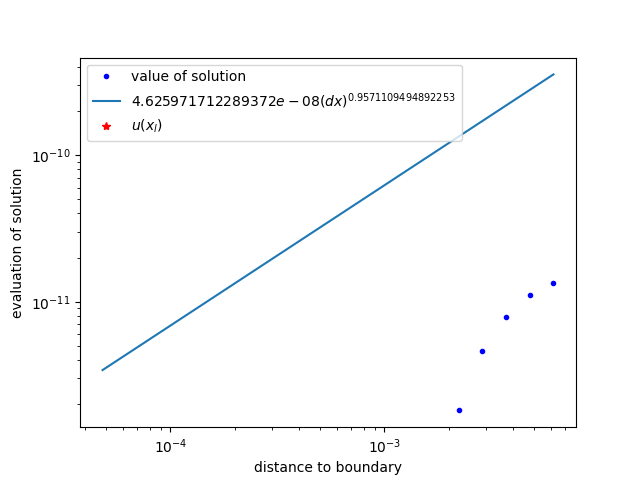 value of solution
4.625971712289372e − 08(dx)^0.9571109494892253
u(x_l)
10^−10
10^−11
evaluation of solution
10^−4
10^−3
distance to boundary